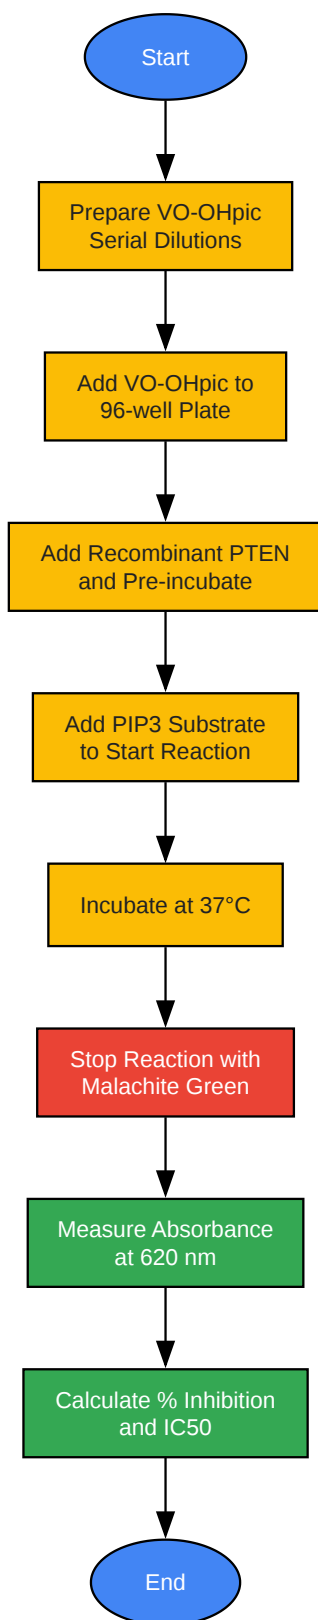 Start
Prepare VO-OHpic
Serial Dilutions
Add VO-OHpic to
96-well Plate
Add Recombinant PTEN
and Pre-incubate
Add PIP3 Substrate
to Start Reaction
Incubate at 37°C
Stop Reaction with
Malachite Green
Measure Absorbance
at 620 nm
Calculate % Inhibition
and IC50
End